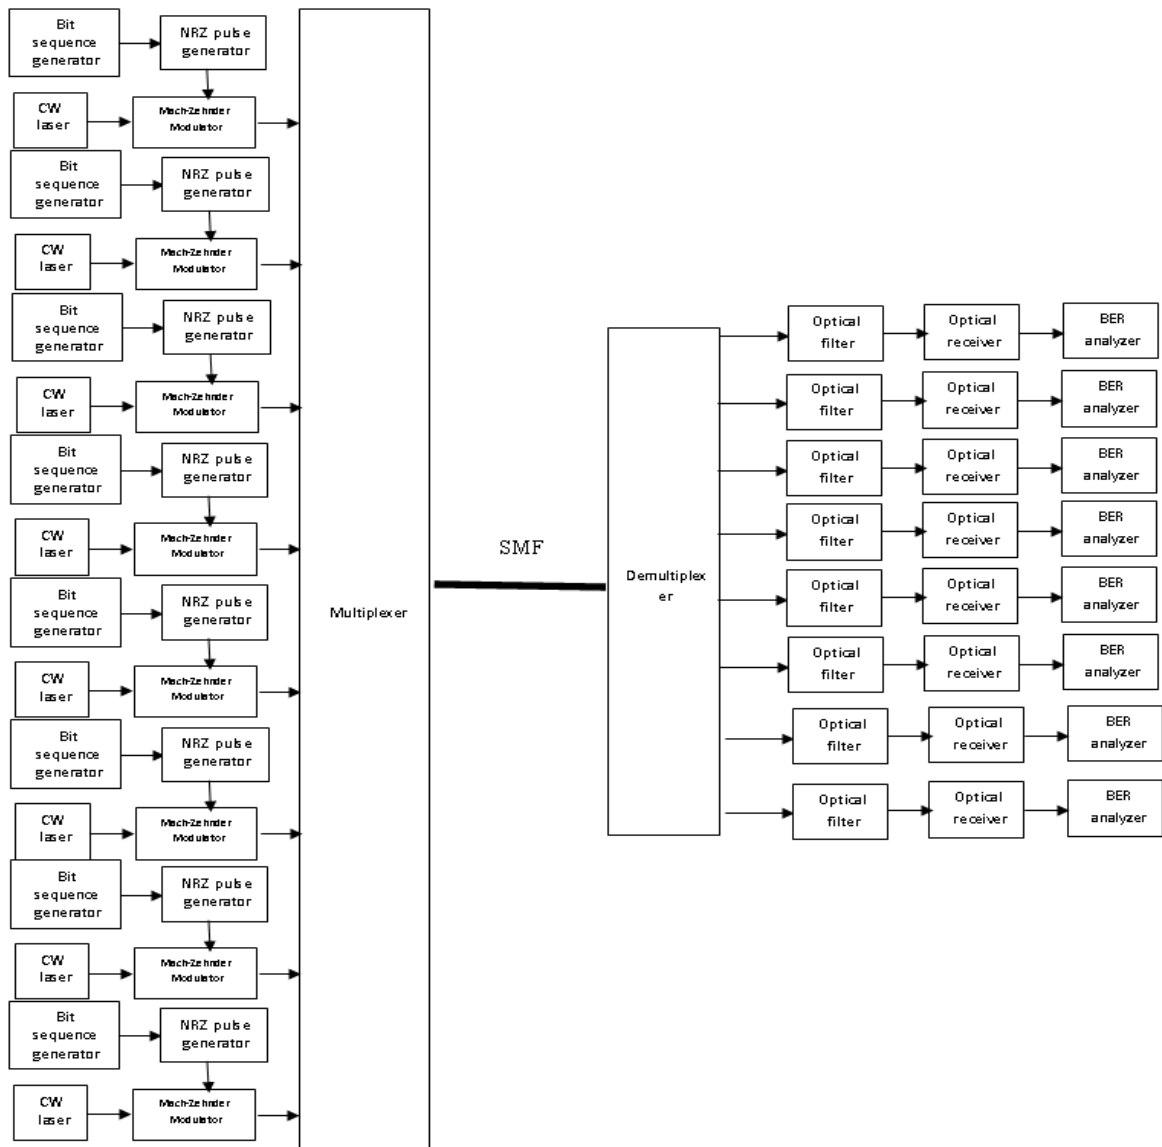 Bit
sequence
generator
NRZ pulse
generator
CW
laser
Mach-Zehnder
Modulator
Bit
sequence
generator
NRZ pulse
generator
CW
laser
Mach-Zehnder
Modulator
Bit
sequence
generator
NRZ pulse
generator
CW
laser
Mach-Zehnder
Modulator
Bit
sequence
generator
NRZ pulse
generator
CW
laser
Mach-Zehnder
Modulator
Bit
sequence
generator
NRZ pulse
generator
CW
laser
Mach-Zehnder
Modulator
Bit
sequence
generator
NRZ pulse
generator
CW
laser
Mach-Zehnder
Modulator
Bit
sequence
generator
NRZ pulse
generator
CW
laser
Mach-Zehnder
Modulator
Bit
sequence
generator
NRZ pulse
generator
CW
laser
Mach-Zehnder
Modulator
Multiplexer
SMF
Demultiplex
er
Optical
filter
Optical
receiver
BER
analyzer
Optical
filter
Optical
receiver
BER
analyzer
Optical
filter
Optical
receiver
BER
analyzer
Optical
filter
Optical
receiver
BER
analyzer
Optical
filter
Optical
receiver
BER
analyzer
Optical
filter
Optical
receiver
BER
analyzer
Optical
filter
Optical
receiver
BER
analyzer
Optical
filter
Optical
receiver
BER
analyzer